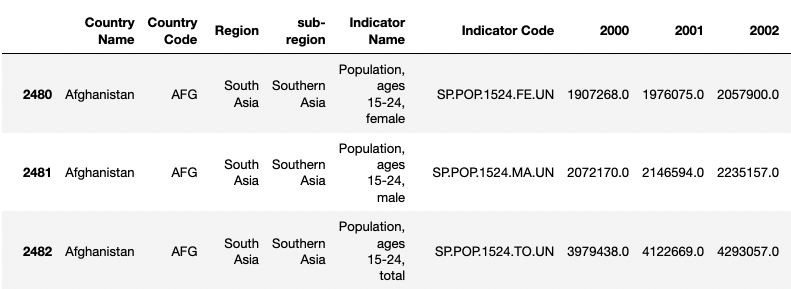 Country Name Country Code Region sub-region Indicator Name Indicator Code 2000 2001 2002
2480 Afghanistan AFG South Asia Southern Asia Population, ages 15-24, female SP.POP.1524.FE.UN 1907268.0 1976075.0 2057900.0
2481 Afghanistan AFG South Asia Southern Asia Population, ages 15-24, male SP.POP.1524.MA.UN 2072170.0 2146594.0 2235157.0
2482 Afghanistan AFG South Asia Southern Asia Population, ages 15-24, total SP.POP.1524.TO.UN 3979438.0 4122669.0 4293057.0